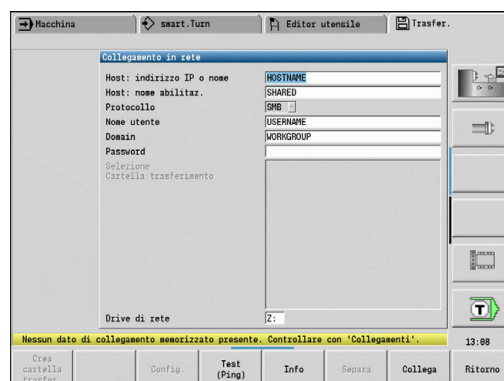 Macchina smart.Turn Editor utensile Trasfer.
Collegamento in rete
Host: indirizzo IP o nome HOSTNAME
Host: nome abilitaz. SHARED
Protocollo SMB
Nome utente USERNAME
Domain WORKGROUP
Password
Selezione
Cartella trasferimento
T
Drive di rete Z:
Nessun dato di collegamento memorizzato presente. Controllare con 'Collegamenti'. 13:08
Crea cartella trasfer. Config. Test (Ping) Info Separa Collega Ritorno